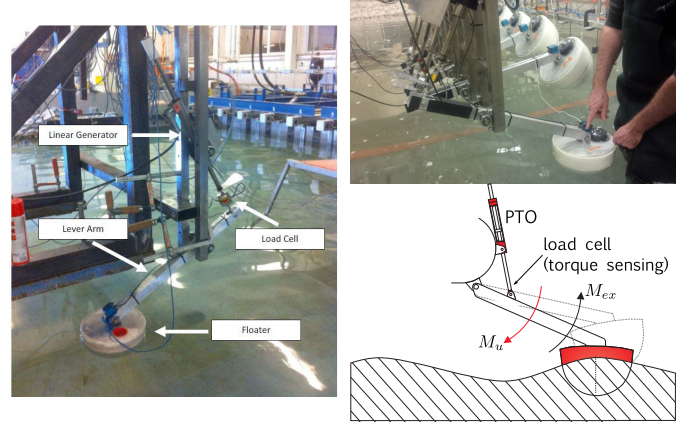 Linear Generator
Lever Arm
Load Cell
Floater
PTO
load cell
(torque sensing)
M_ex
M_u